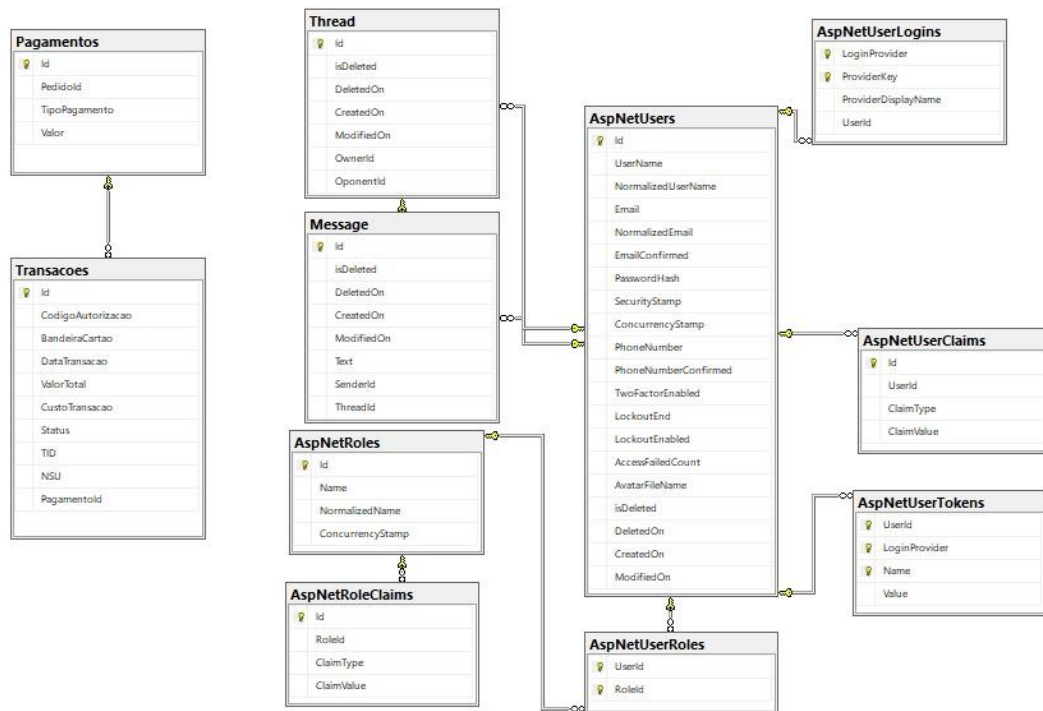 Pagamentos
Id
PedidoId
TipoPagamento
Valor
Transacoes
Id
CodigoAutorizacao
BandeiraCartao
DataTransacao
ValorTotal
CustoTransacao
Status
TID
NSU
PagamentoId
Thread
Id
isDeleted
DeletedOn
CreatedOn
ModifiedOn
OwnerId
OponentId
Message
Id
isDeleted
DeletedOn
CreatedOn
ModifiedOn
Text
SenderId
ThreadId
AspNetRoles
Id
Name
NormalizedName
ConcurrencyStamp
AspNetRoleClaims
Id
RoleId
ClaimType
ClaimValue
AspNetUsers
Id
UserName
NormalizedUserName
Email
NormalizedEmail
EmailConfirmed
PasswordHash
SecurityStamp
ConcurrencyStamp
PhoneNumber
PhoneNumberConfirmed
TwoFactorEnabled
LockoutEnd
LockoutEnabled
AccessFailedCount
AvatarFileName
isDeleted
DeletedOn
CreatedOn
ModifiedOn
AspNetUserRoles
UserId
RoleId
AspNetUserLogins
LoginProvider
ProviderKey
ProviderDisplayName
UserId
AspNetUserClaims
Id
UserId
ClaimType
ClaimValue
AspNetUserTokens
UserId
LoginProvider
Name
Value